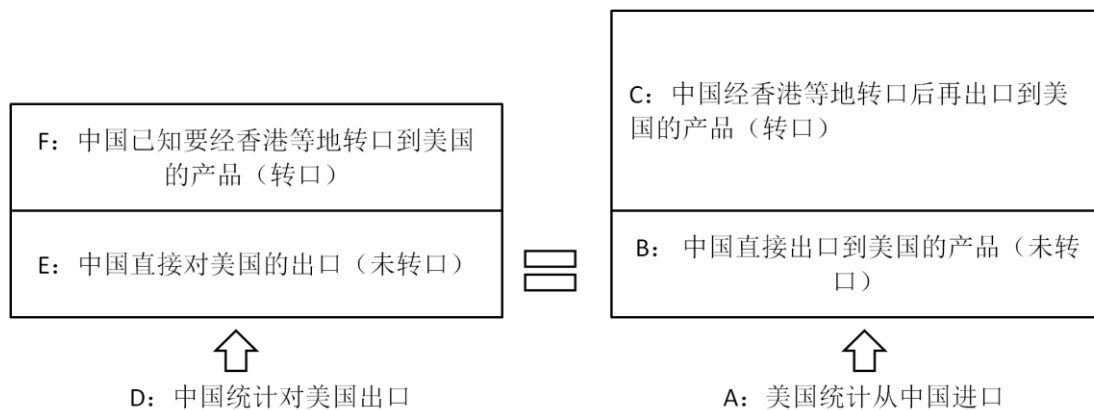 F：中国已知要经香港等地转口到美国
的产品（转口）
E：中国直接对美国的出口（未转口）
D：中国统计对美国出口
C：中国经香港等地转口后再出口到美
国的产品（转口）
B： 中国直接出口到美国的产品（未转
口）
A：美国统计从中国进口